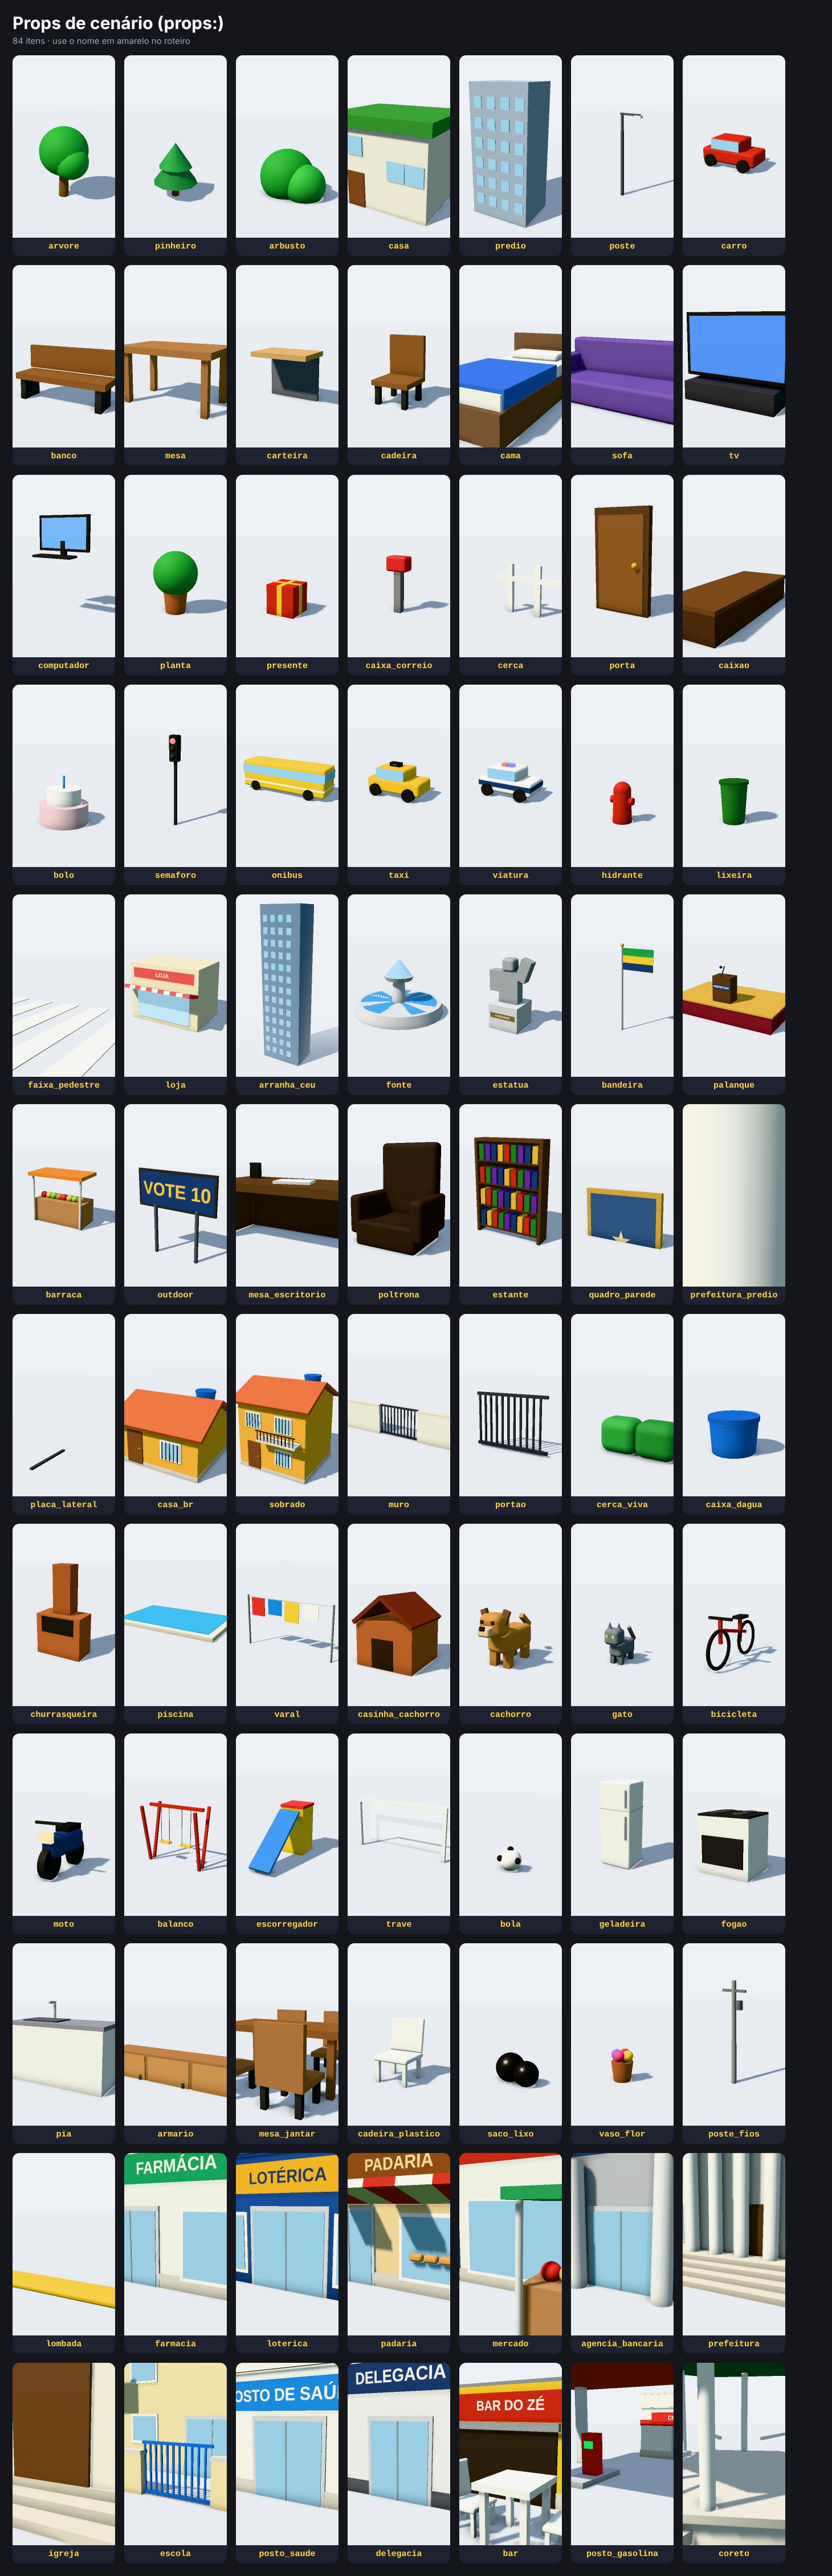 Props de cenário (props:)
84 itens · use o nome em amarelo no roteiro
arvore
pinheiro
arbusto
casa
predio
poste
carro
banco
mesa
carteira
cadeira
cama
sofa
tv
computador
planta
presente
caixa_correio
cerca
porta
caixao
bolo
semaforo
onibus
taxi
viatura
hidrante
lixeira
LOJA
faixa_pedestre
loja
arranha_ceu
fonte
estatua
bandeira
palanque
VOTE 10
barraca
outdoor
mesa_escritorio
poltrona
estante
quadro_parede
prefeitura_predio
placa_lateral
casa_br
sobrado
muro
portao
cerca_viva
caixa_dagua
churrasqueira
piscina
varal
casinha_cachorro
cachorro
gato
bicicleta
moto
balanco
escorregador
trave
bola
geladeira
fogao
pia
armario
mesa_jantar
cadeira_plastico
saco_lixo
vaso_flor
poste_fios
FARMÁCIA
LOTÉRICA
PADARIA
lombada
farmacia
loterica
padaria
mercado
agencia_bancaria
prefeitura
OSTO DE SAÚ
DELEGACIA
BAR DO ZÉ
igreja
escola
posto_saude
delegacia
bar
posto_gasolina
coreto